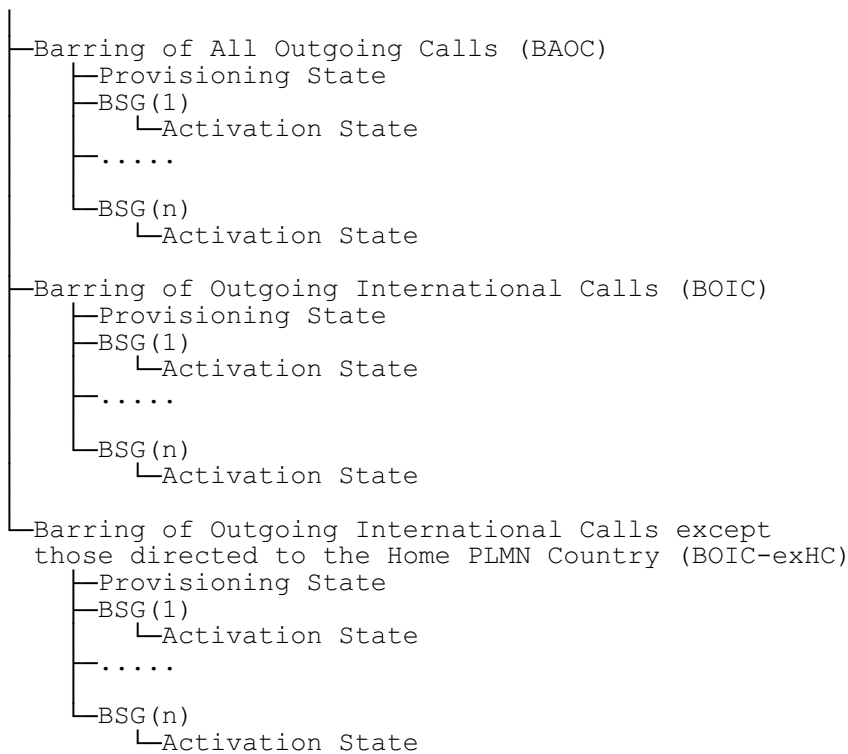 Barring of All Outgoing Calls (BAOC)
Provisioning State
BSG(1)
Activation State
.....
BSG(n)
Activation State
Barring of Outgoing International Calls (BOIC)
Provisioning State
BSG(1)
Activation State
.....
BSG(n)
Activation State
Barring of Outgoing International Calls except
those directed to the Home PLMN Country (BOIC-exHC)
Provisioning State
BSG(1)
Activation State
.....
BSG(n)
Activation State